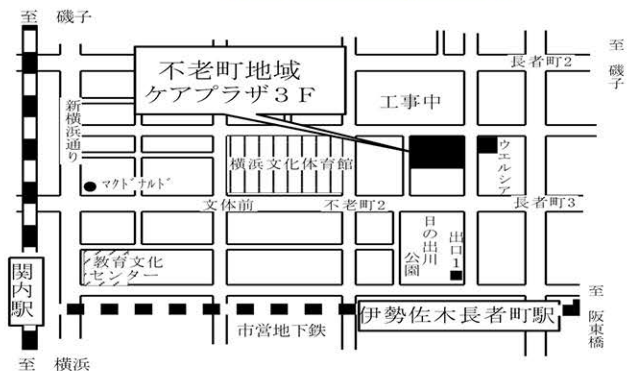 至 磯子
不老町地域
ケアプラザ3F
工事中
長者町2
至 磯子
新横浜通り
横浜文化体育館
ウエルシア
マクドナルド
文体前
不老町2
長者町3
日の出川公園
出口1
教育文化
センター
関内駅
市営地下鉄
伊勢佐木長者町駅
至 阪東橋
至 横浜